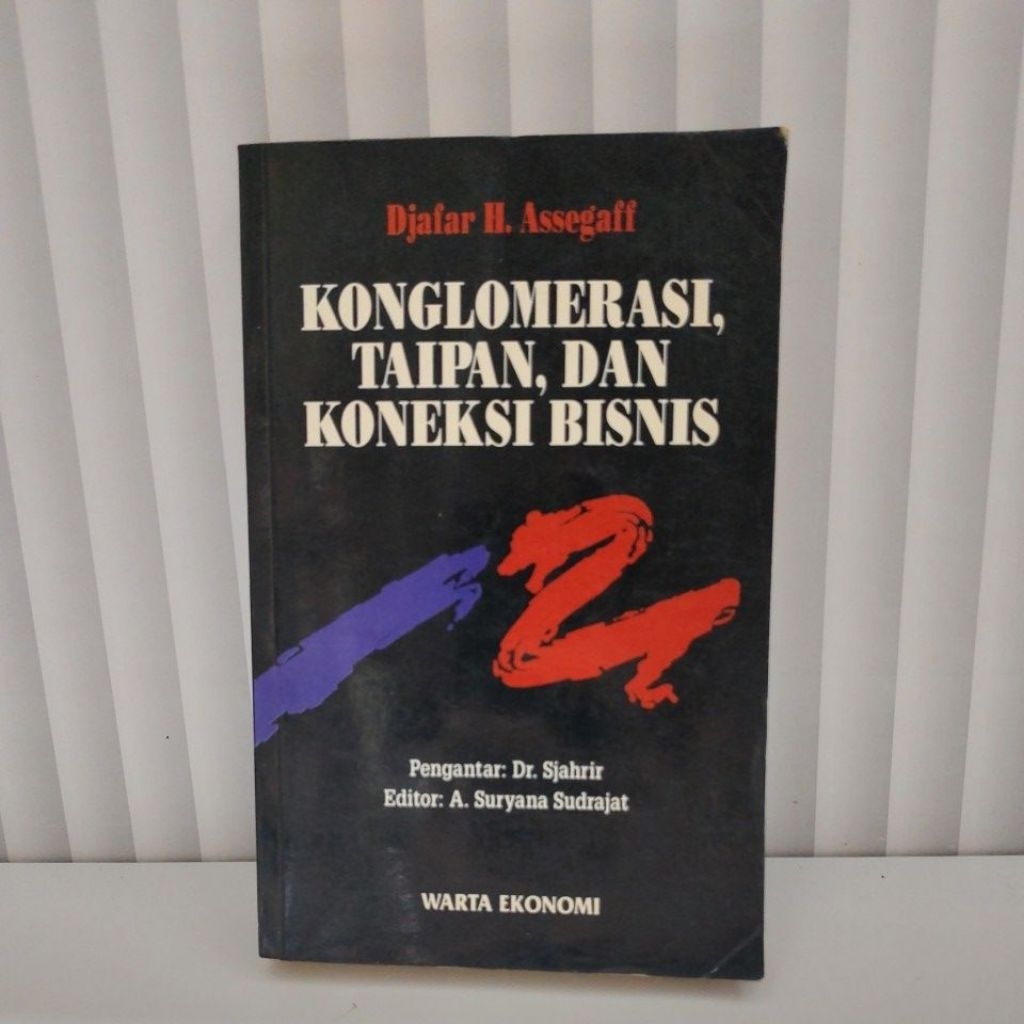 Djafar H. Assegaff
KONGLOMERASI,
TAIPAN, DAN
KONEKSI BISNIS
Pengantar: Dr. Sjahrir
Editor: A. Suryana Sudrajat
WARTA EKONOMI